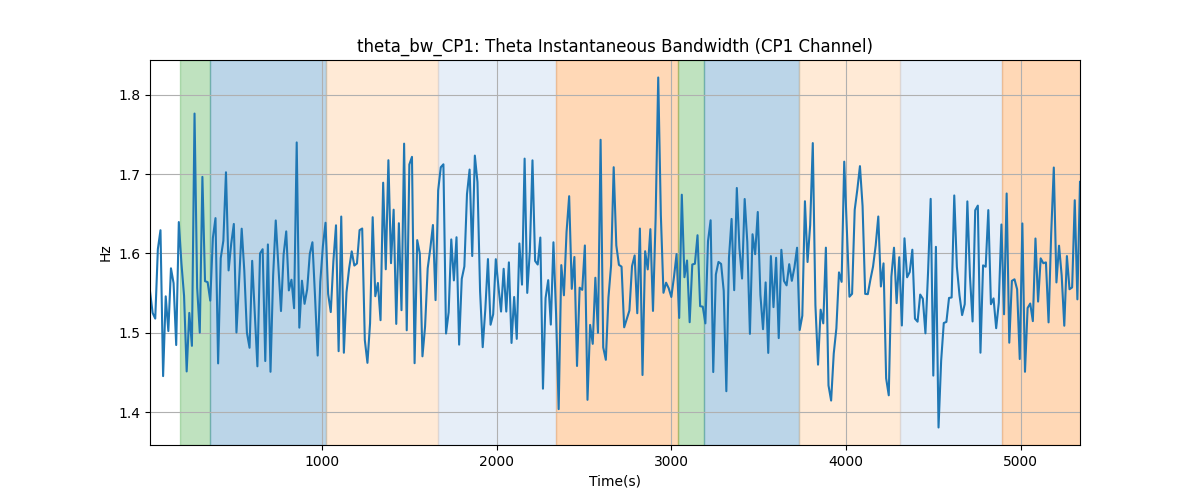 theta_bw_CP1: Theta Instantaneous Bandwidth (CP1 Channel)
Hz
1.8
1.7
1.6
1.5
1.4
1000 2000 3000 4000 5000
Time(s)